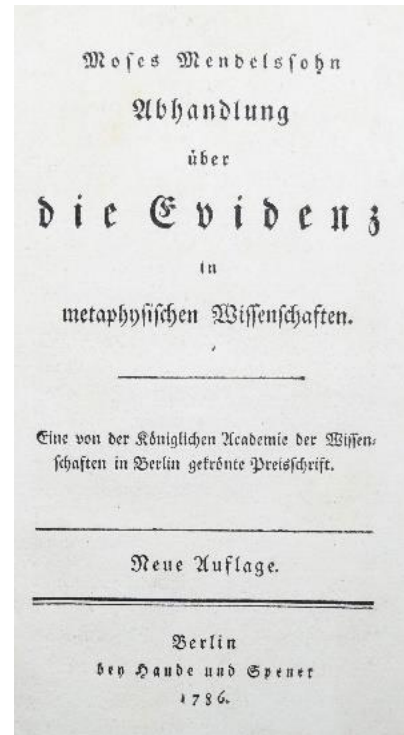 Moses Mendelssohn
Abhandlung
über
die Evidenz
in
metaphysischen Wissenschaften.
Eine von der Königlichen Academie der Wissen-
schaften in Berlin gekrönte Preisschrift.
Neue Auflage.
Berlin
bey Haude und Spener
1786.